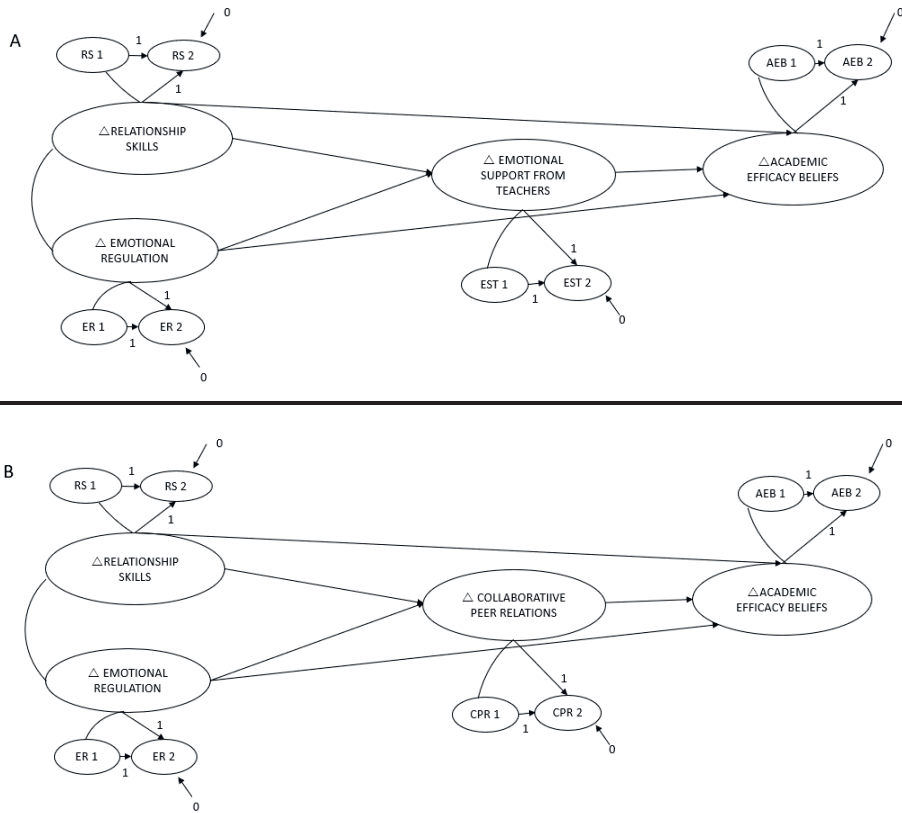 A
0
RS 1
1
RS 2
1
△RELATIONSHIP
SKILLS
△ EMOTIONAL
REGULATION
1
ER 1
ER 2
1
0
△ EMOTIONAL
SUPPORT FROM
TEACHERS
1
EST 1
EST 2
1
0
0
1
AEB 1
AEB 2
1
△ACADEMIC
EFFICACY BELIEFS
B
0
RS 1
1
RS 2
1
△RELATIONSHIP
SKILLS
△ EMOTIONAL
REGULATION
1
ER 1
ER 2
1
0
△ COLLABORATIIVE
PEER RELATIONS
1
CPR 1
CPR 2
1
0
0
1
AEB 1
AEB 2
1
△ACADEMIC
EFFICACY BELIEFS